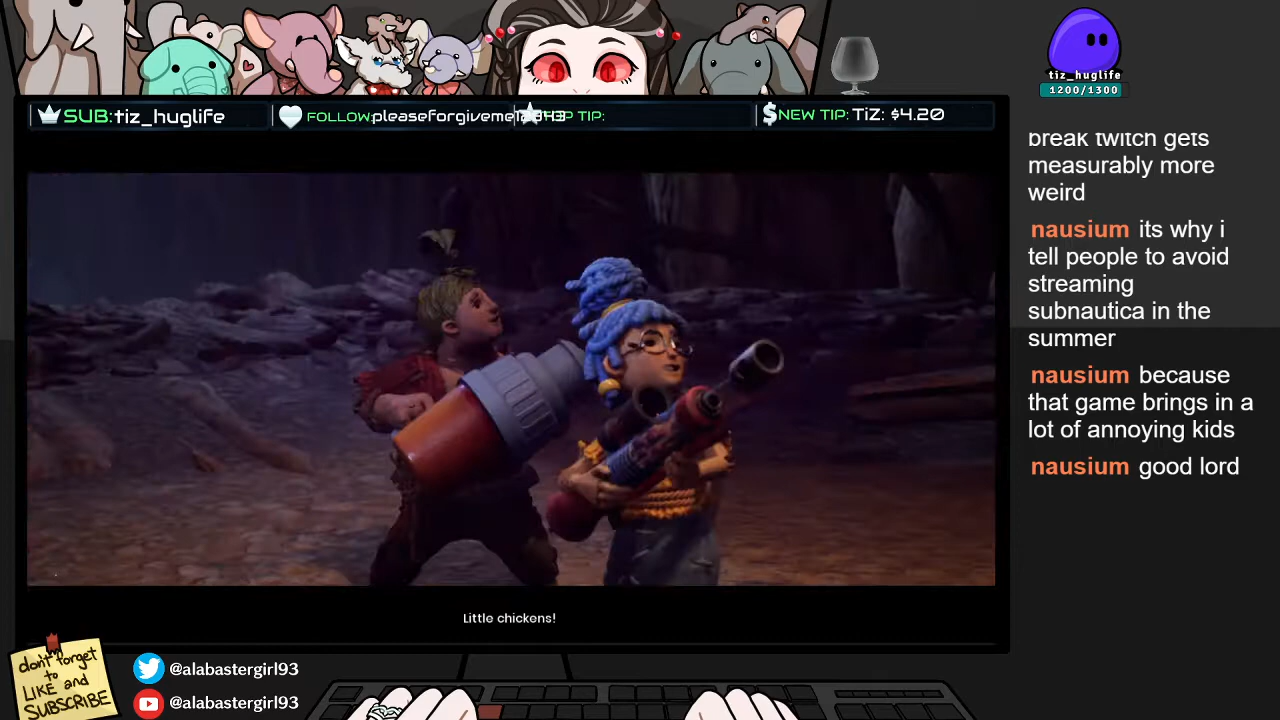 SUB:tiz_huglife
FOLLOW:pleaseforgiveme12343
TOP TIP:
$ NEW TIP: TiZ: $4.20
tiz_huglife
1200/1300
break twitch gets
measurably more
weird
nausium its why i
tell people to avoid
streaming
subnautica in the
summer
nausium because
that game brings in a
lot of annoying kids
nausium good lord
Little chickens!
don't forget
to
LIKE and
SUBSCRIBE
@alabastergirl93
@alabastergirl93